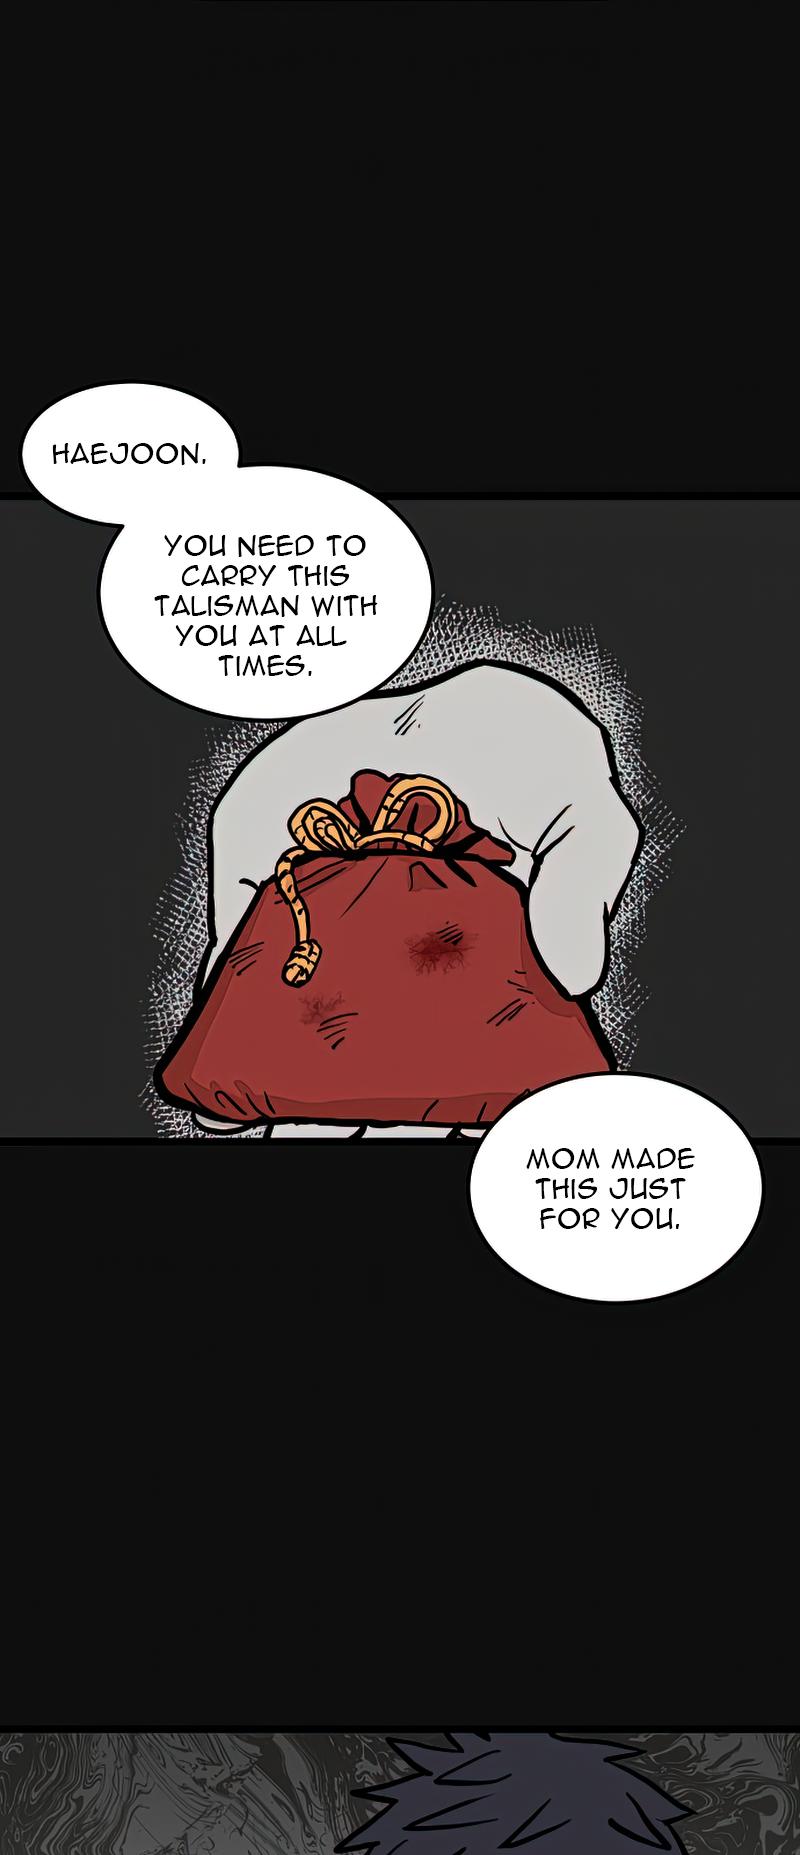 HAEJOON.
YOU NEED TO
CARRY THIS
TALISMAN WITH
YOU AT ALL
TIMES.
MOM MADE
THIS JUST
FOR YOU.